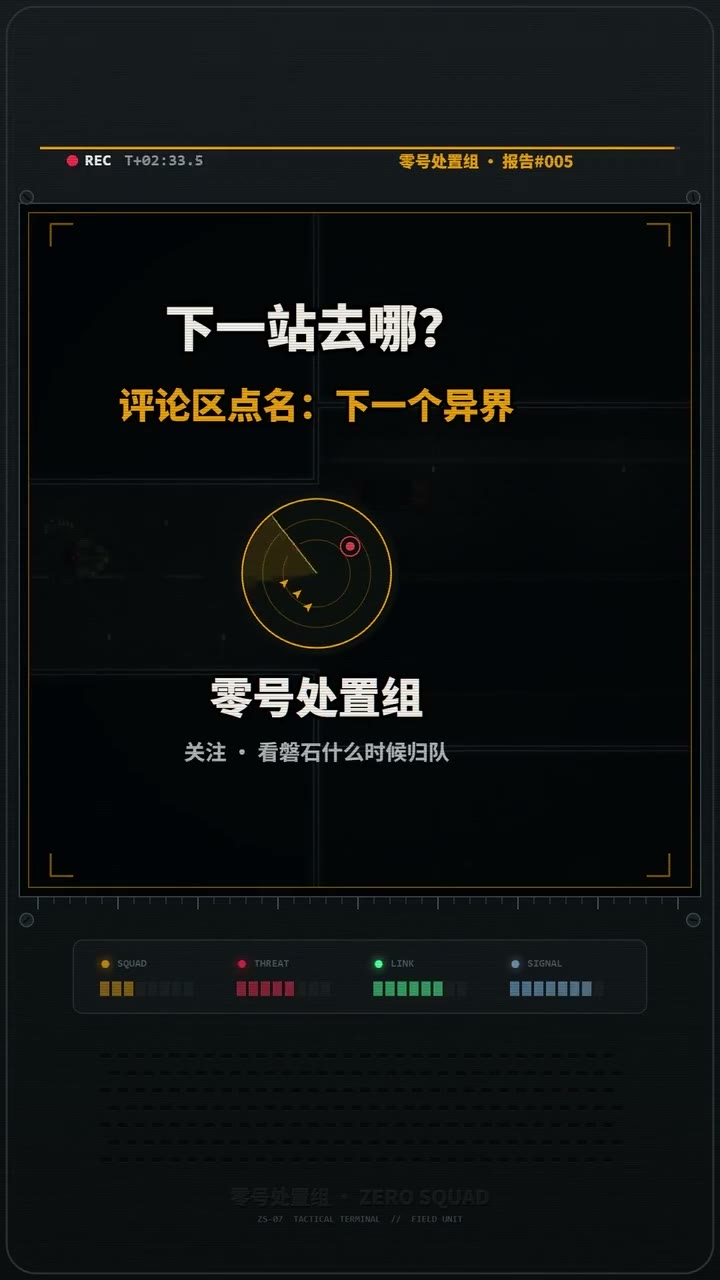 REC T+02:33.5 零号处置组 • 报告#005
下一站去哪？
评论区点名：下一个异界
零号处置组
关注 • 看磐石什么时候归队
SQUAD THREAT LINK SIGNAL
零号处置组 • ZERO SQUAD
ZS-07 TACTICAL TERMINAL // FIELD UNIT